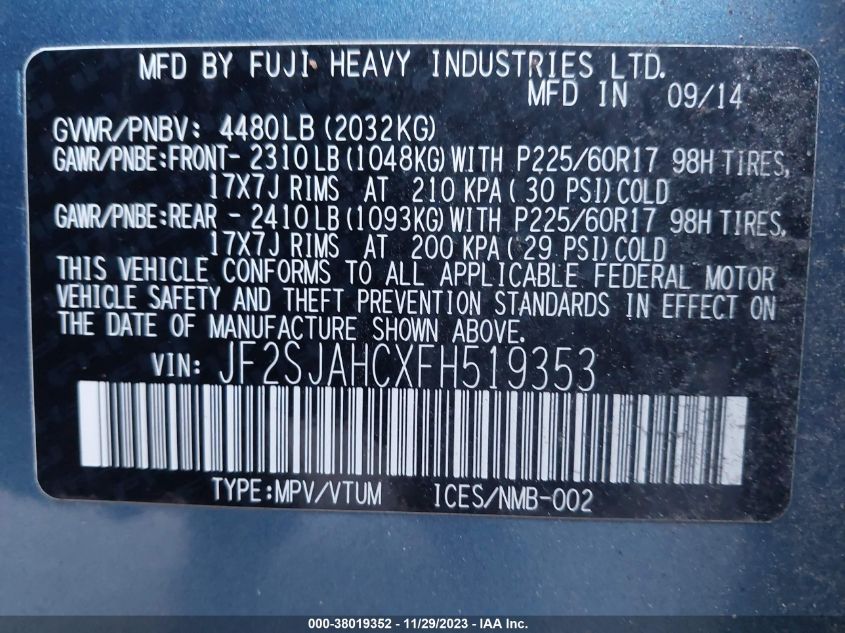 MFD BY FUJI HEAVY INDUSTRIES LTD.
MFD IN 09/14
GVWR/PNBV: 4480LB (2032KG)
GAWR/PNBE:FRONT- 2310LB (1048KG) WITH P225/60R17 98H TIRES,
17X7J RIMS AT 210 KPA ( 30 PSI) COLD
GAWR/PNBE:REAR - 2410LB (1093KG) WITH P225/60R17 98H TIRES,
17X7J RIMS AT 200 KPA ( 29 PSI) COLD
THIS VEHICLE CONFORMS TO ALL APPLICABLE FEDERAL MOTOR
VEHICLE SAFETY AND THEFT PREVENTION STANDARDS IN EFFECT ON
THE DATE OF MANUFACTURE SHOWN ABOVE.
VIN: JF2SJAHCXFH519353
TYPE:MPV/VTUM ICES/NMB-002
000-38019352 - 11/29/2023 - IAA Inc.